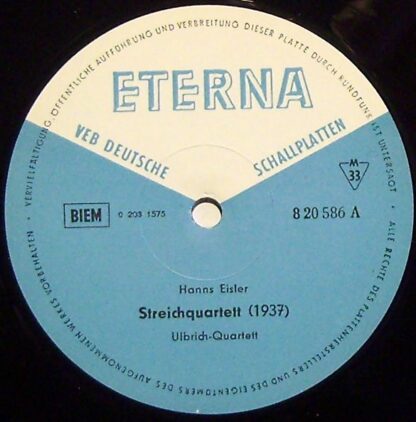 VERVIELFÄLTIGUNG, ÖFFENTLICHE AUFFÜHRUNG UND VERBREITUNG DIESER PLATTE DURCH RUNDFUNK IST UNTERSAGT • ALLE RECHTE DES PLATTENHERSTELLERS UND DES EIGENTÜMERS DES AUFGENOMMENEN WERKES VORBEHALTEN •
ETERNA
VEB DEUTSCHE SCHALLPLATTEN
M
33
BIEM 0 203 1575 8 20 586 A
Hanns Eisler
Streichquartett (1937)
Ulbrich-Quartett